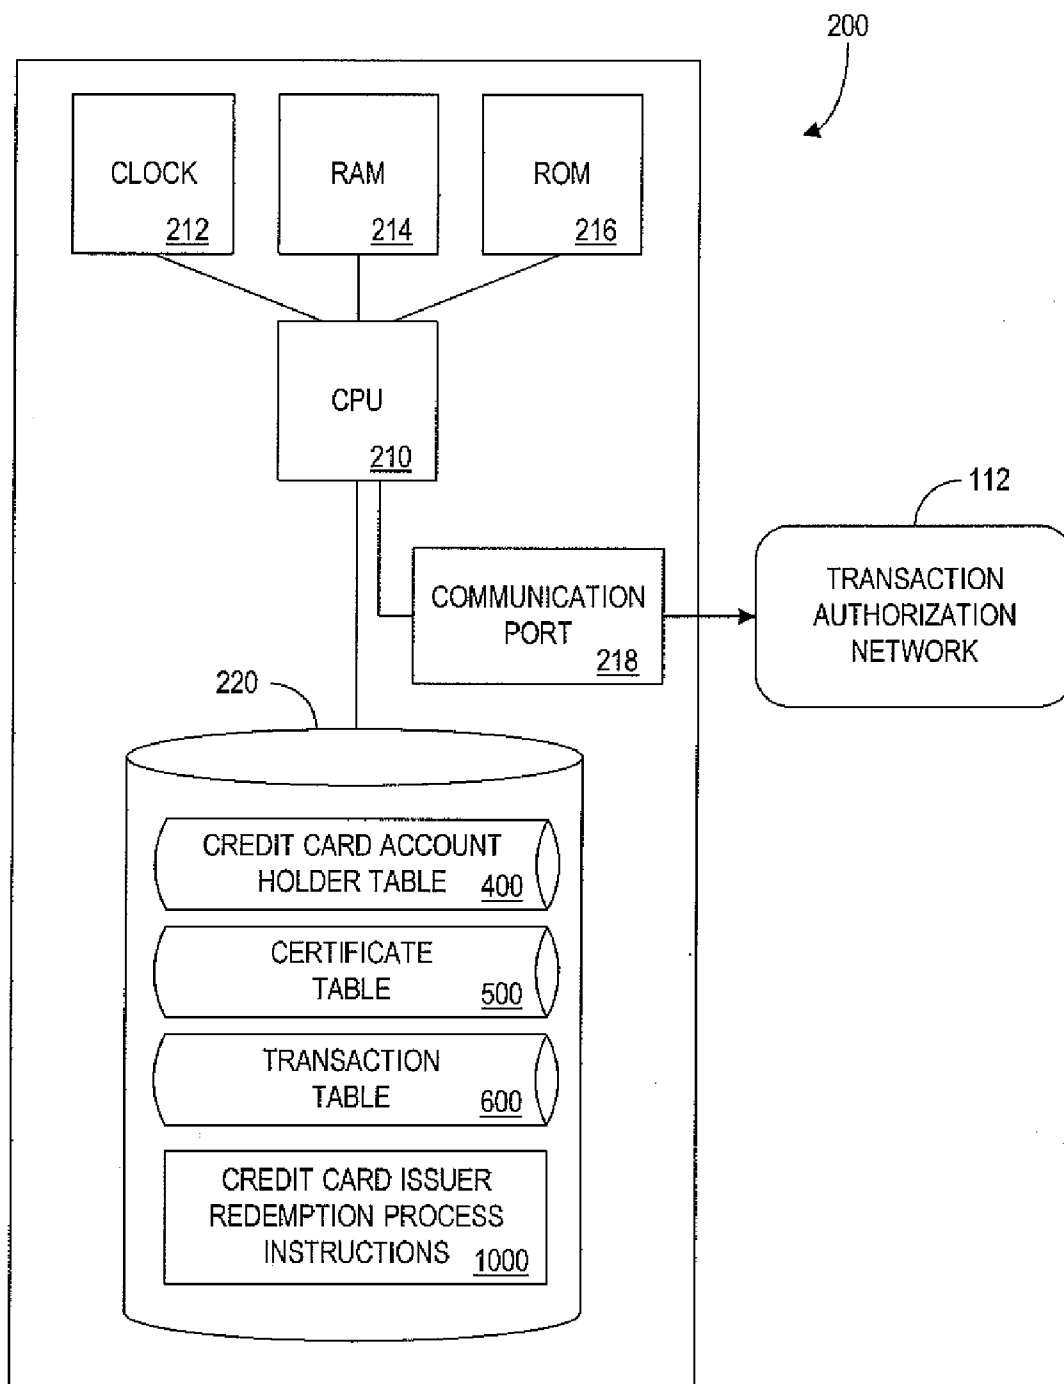 200
CLOCK
212
RAM
214
ROM
216
CPU
210
112
COMMUNICATION
PORT
218
TRANSACTION
AUTHORIZATION
NETWORK
220
CREDIT CARD ACCOUNT
HOLDER TABLE
400
CERTIFICATE
TABLE
500
TRANSACTION
TABLE
600
CREDIT CARD ISSUER
REDEMPTION PROCESS
INSTRUCTIONS
1000